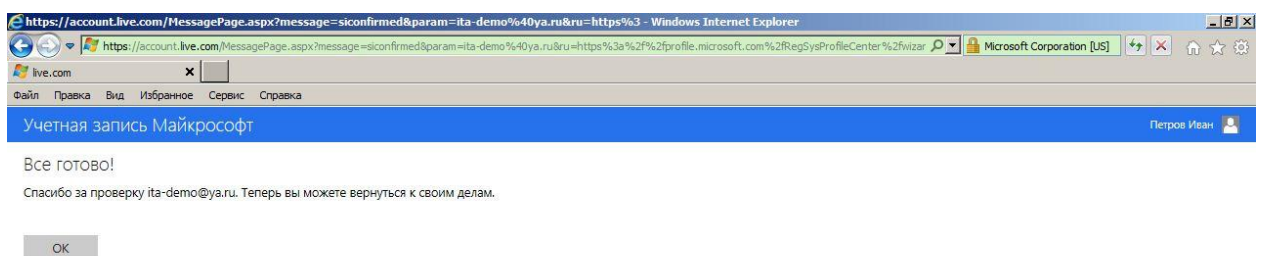 https://account.live.com/MessagePage.aspx?message=siconfirmed&param=ita-demo%40ya.ru&ru=https%3 - Windows Internet Explorer
https://account.live.com/MessagePage.aspx?message=siconfirmed&param=ita-demo%40ya.ru&ru=https%3a%2f%2fprofile.microsoft.com%2fRegSysProfileCenter%2fwizar Microsoft Corporation [US]
live.com
Файл Правка Вид Избранное Сервис Справка
Учетная запись Майкрософт Петров Иван
Все готово!
Спасибо за проверку ita-demo@ya.ru. Теперь вы можете вернуться к своим делам.
OK